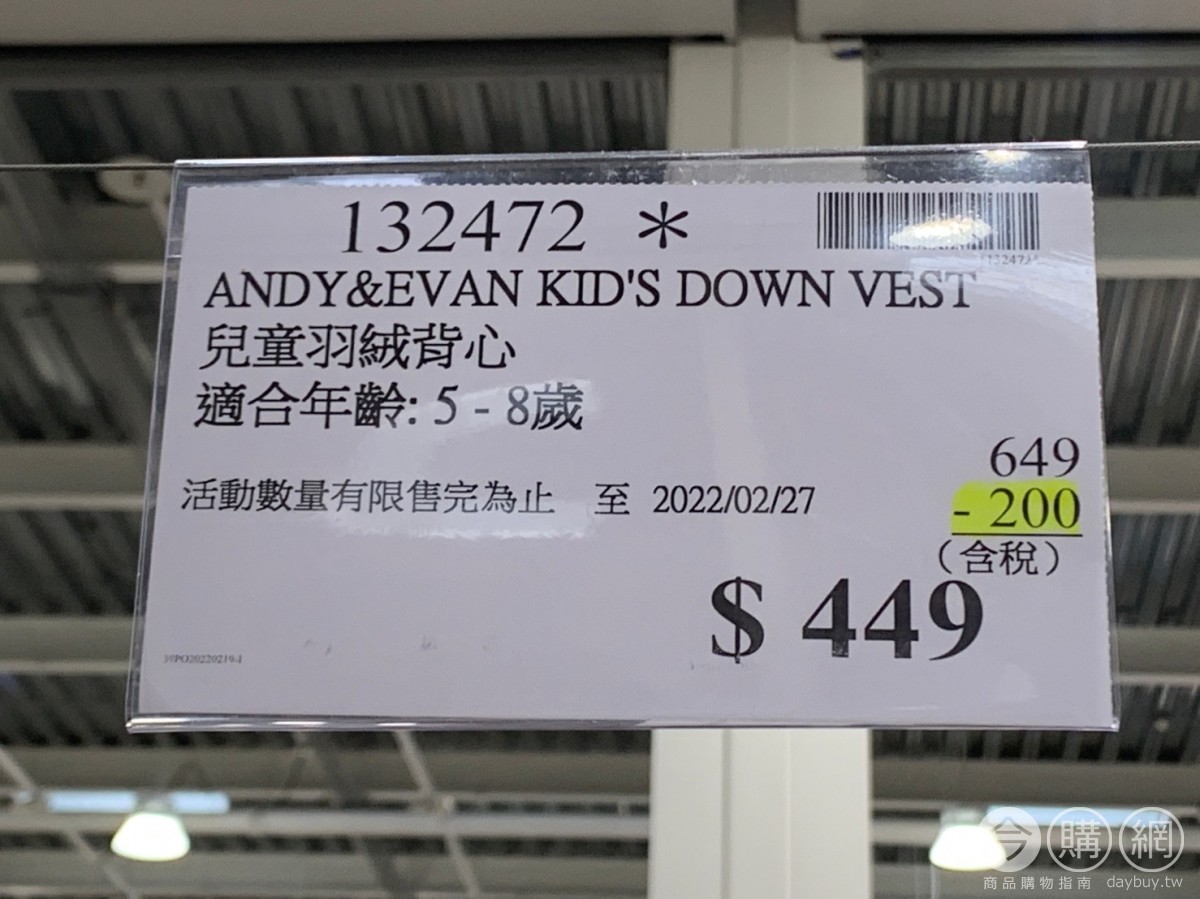 132472 *
132472
ANDY&EVAN KID'S DOWN VEST
兒童羽絨背心
適合年齡: 5 - 8歲
649
活動數量有限售完為止 至 2022/02/27
- 200
(含稅)
$ 449
今購網
商品購物指南 daybuy.tw